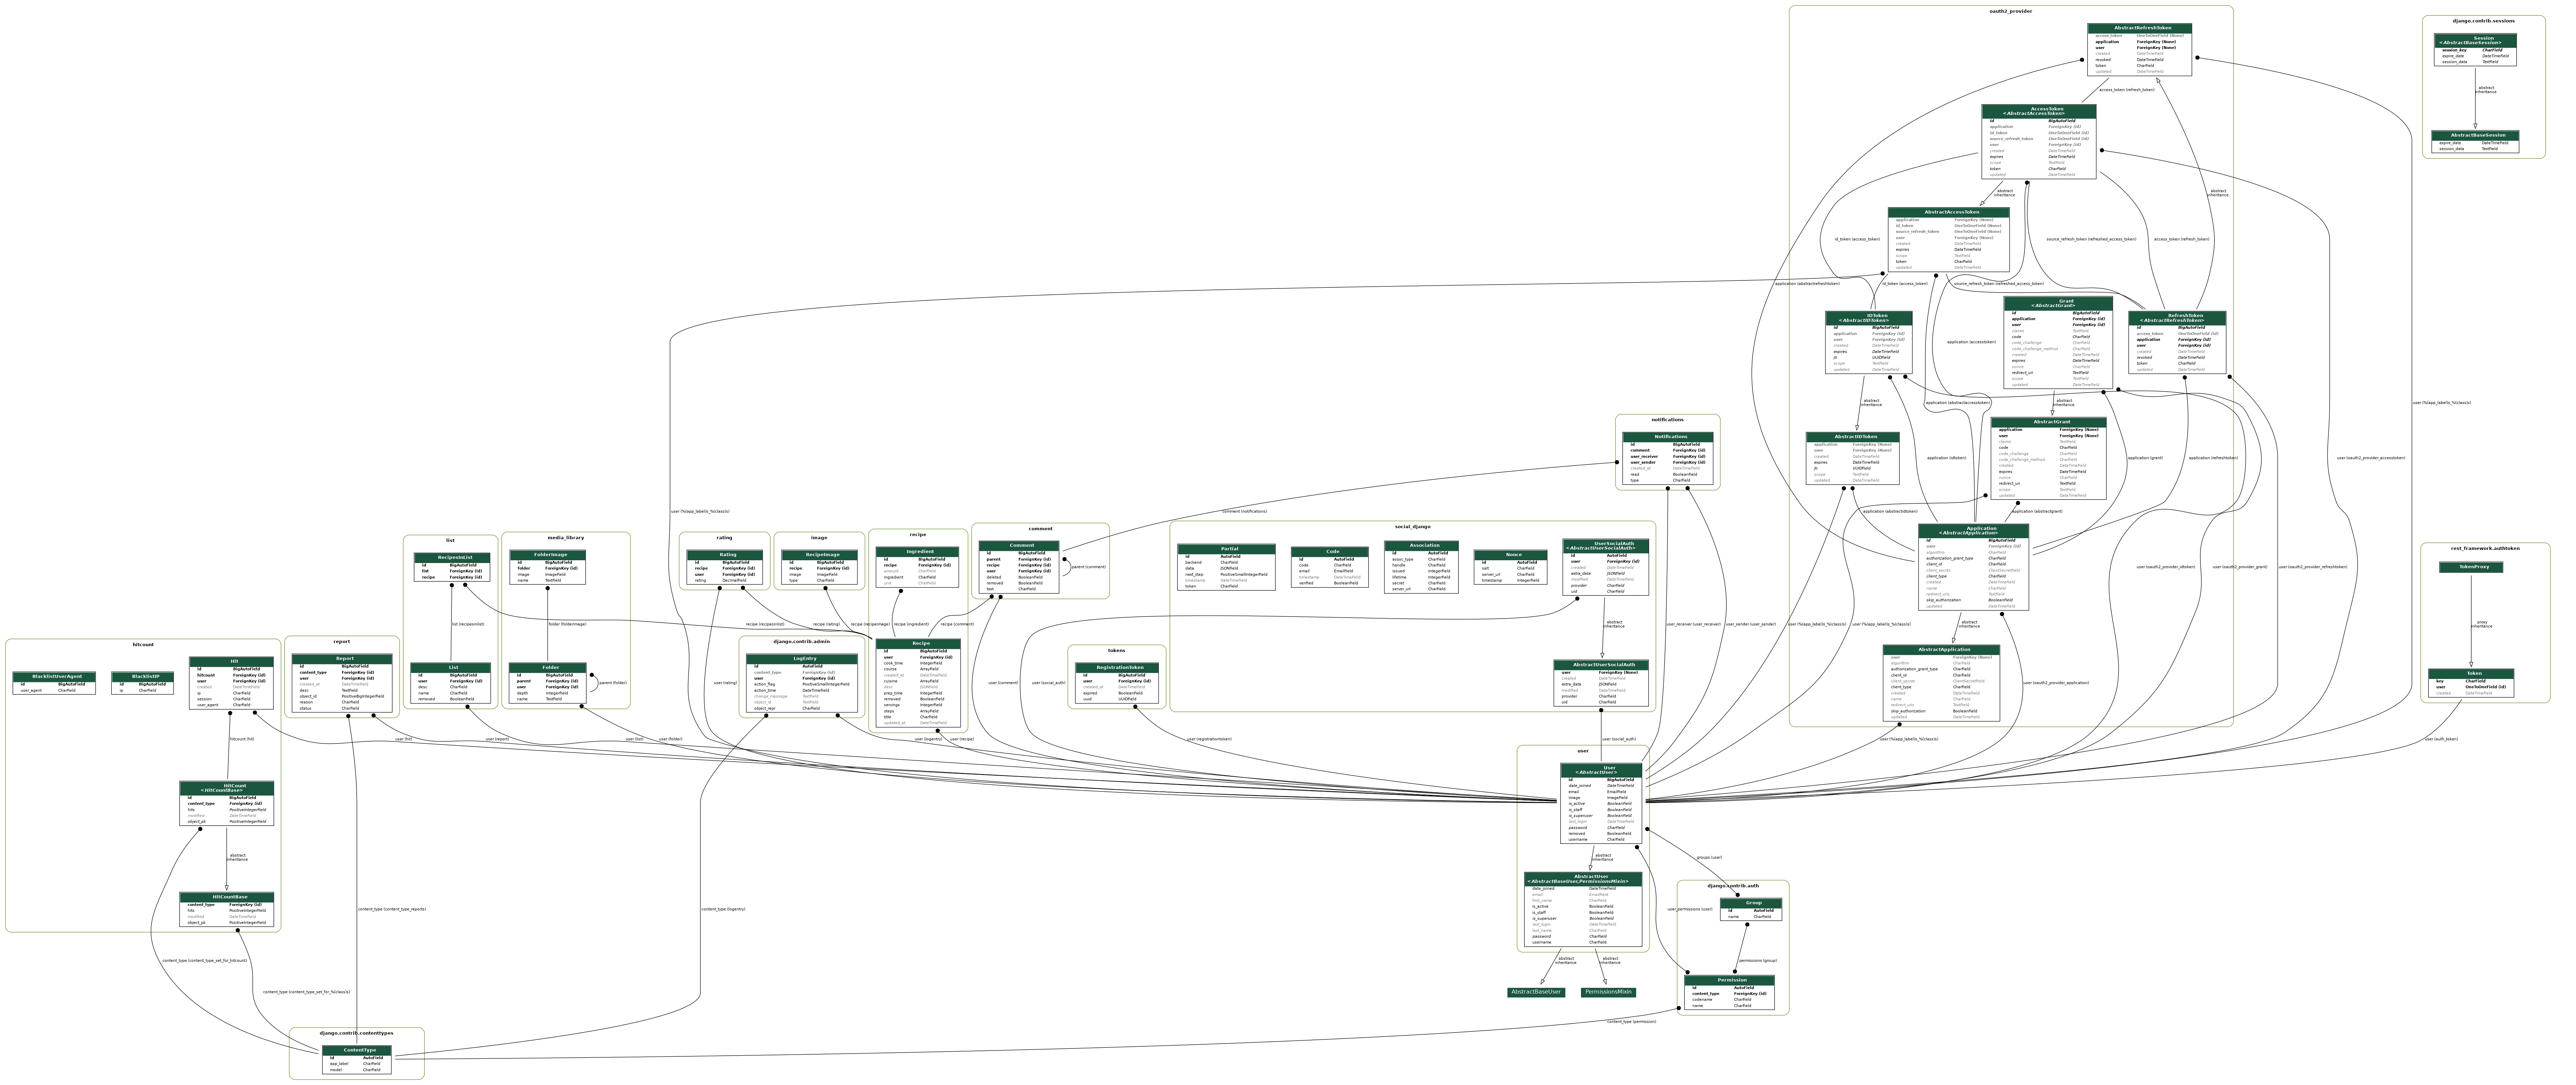 oauth2_provider
AbstractRefreshToken
access_token OneToOneField (None)
application ForeignKey (None)
user ForeignKey (None)
created DateTimeField
revoked DateTimeField
token CharField
updated DateTimeField
access_token (refresh_token)
AccessToken
<AbstractAccessToken>
id BigAutoField
application ForeignKey (id)
id_token OneToOneField (id)
source_refresh_token OneToOneField (id)
user ForeignKey (id)
created DateTimeField
expires DateTimeField
scope TextField
token CharField
updated DateTimeField
abstract
inheritance
abstract
inheritance
AbstractAccessToken
application ForeignKey (None)
id_token OneToOneField (None)
source_refresh_token OneToOneField (None)
user ForeignKey (None)
created DateTimeField
expires DateTimeField
scope TextField
token CharField
updated DateTimeField
id_token (access_token)
source_refresh_token (refreshed_access_token)
access_token (refresh_token)
application (abstractrefreshtoken)
id_token (access_token)
source_refresh_token (refreshed_access_token)
Grant
<AbstractGrant>
id BigAutoField
application ForeignKey (id)
user ForeignKey (id)
claims TextField
code CharField
code_challenge CharField
code_challenge_method CharField
created DateTimeField
expires DateTimeField
nonce CharField
redirect_uri TextField
scope TextField
updated DateTimeField
IDToken
<AbstractIDToken>
id BigAutoField
application ForeignKey (id)
user ForeignKey (id)
created DateTimeField
expires DateTimeField
jti UUIDField
scope TextField
updated DateTimeField
RefreshToken
<AbstractRefreshToken>
id BigAutoField
access_token OneToOneField (id)
application ForeignKey (id)
user ForeignKey (id)
created DateTimeField
revoked DateTimeField
token CharField
updated DateTimeField
application (accesstoken)
abstract
inheritance
application (abstractaccesstoken)
abstract
inheritance
user (%(app_label)s_%(class)s)
AbstractIDToken
application ForeignKey (None)
user ForeignKey (None)
created DateTimeField
expires DateTimeField
jti UUIDField
scope TextField
updated DateTimeField
AbstractGrant
application ForeignKey (None)
user ForeignKey (None)
claims TextField
code CharField
code_challenge CharField
code_challenge_method CharField
created DateTimeField
expires DateTimeField
nonce CharField
redirect_uri TextField
scope TextField
updated DateTimeField
application (idtoken)
application (grant)
application (refreshtoken)
user (oauth2_provider_accesstoken)
application (abstractidtoken)
application (abstractgrant)
Application
<AbstractApplication>
id BigAutoField
user ForeignKey (id)
algorithm CharField
authorization_grant_type CharField
client_id CharField
client_secret ClientSecretField
client_type CharField
created DateTimeField
name CharField
redirect_uris TextField
skip_authorization BooleanField
updated DateTimeField
user (oauth2_provider_idtoken)
user (oauth2_provider_grant)
user (oauth2_provider_refreshtoken)
user (%(app_label)s_%(class)s)
user (%(app_label)s_%(class)s)
abstract
inheritance
AbstractApplication
user ForeignKey (None)
algorithm CharField
authorization_grant_type CharField
client_id CharField
client_secret ClientSecretField
client_type CharField
created DateTimeField
name CharField
redirect_uris TextField
skip_authorization BooleanField
updated DateTimeField
user (oauth2_provider_application)
user (%(app_label)s_%(class)s)
django.contrib.sessions
Session
<AbstractBaseSession>
session_key CharField
expire_date DateTimeField
session_data TextField
abstract
inheritance
AbstractBaseSession
expire_date DateTimeField
session_data TextField
rest_framework.authtoken
TokenProxy
proxy
inheritance
Token
key CharField
user OneToOneField (id)
created DateTimeField
user (auth_token)
notifications
Notifications
id BigAutoField
comment ForeignKey (id)
user_receiver ForeignKey (id)
user_sender ForeignKey (id)
created_at DateTimeField
read BooleanField
type CharField
comment (notifications)
user_receiver (user_receiver)
user_sender (user_sender)
user (%(app_label)s_%(class)s)
list
RecipesInList
id BigAutoField
list ForeignKey (id)
recipe ForeignKey (id)
list (recipesinlist)
recipe (recipesinlist)
List
id BigAutoField
user ForeignKey (id)
desc CharField
name CharField
removed BooleanField
media_library
FolderImage
id BigAutoField
folder ForeignKey (id)
image ImageField
name TextField
folder (folderimage)
Folder
id BigAutoField
parent ForeignKey (id)
user ForeignKey (id)
depth IntegerField
name TextField
parent (folder)
rating
Rating
id BigAutoField
recipe ForeignKey (id)
user ForeignKey (id)
rating DecimalField
recipe (rating)
user (rating)
image
RecipeImage
id BigAutoField
recipe ForeignKey (id)
image ImageField
type CharField
recipe (recipeimage)
recipe
Ingredient
id BigAutoField
recipe ForeignKey (id)
amount CharField
ingredient CharField
unit CharField
recipe (ingredient)
Recipe
id BigAutoField
user ForeignKey (id)
cook_time IntegerField
course ArrayField
created_at DateTimeField
cuisine ArrayField
desc JSONField
prep_time IntegerField
removed BooleanField
servings IntegerField
steps ArrayField
title CharField
updated_at DateTimeField
comment
Comment
id BigAutoField
parent ForeignKey (id)
recipe ForeignKey (id)
user ForeignKey (id)
deleted BooleanField
removed BooleanField
text CharField
parent (comment)
recipe (comment)
user (comment)
social_django
Partial
id AutoField
backend CharField
data JSONField
next_step PositiveSmallIntegerField
timestamp DateTimeField
token CharField
Code
id AutoField
code CharField
email EmailField
timestamp DateTimeField
verified BooleanField
Association
id AutoField
assoc_type CharField
handle CharField
issued IntegerField
lifetime IntegerField
secret CharField
server_url CharField
Nonce
id AutoField
salt CharField
server_url CharField
timestamp IntegerField
UserSocialAuth
<AbstractUserSocialAuth>
id AutoField
user ForeignKey (id)
created DateTimeField
extra_data JSONField
modified DateTimeField
provider CharField
uid CharField
abstract
inheritance
AbstractUserSocialAuth
user ForeignKey (None)
created DateTimeField
extra_data JSONField
modified DateTimeField
provider CharField
uid CharField
user (social_auth)
user (social_auth)
tokens
RegistrationToken
id BigAutoField
user ForeignKey (id)
created_at DateTimeField
expired BooleanField
uuid UUIDField
user (registrationtoken)
django.contrib.admin
LogEntry
id AutoField
content_type ForeignKey (id)
user ForeignKey (id)
action_flag PositiveSmallIntegerField
action_time DateTimeField
change_message TextField
object_id TextField
object_repr CharField
user (logentry)
user (recipe)
content_type (logentry)
hitcount
BlacklistUserAgent
id BigAutoField
user_agent CharField
BlacklistIP
id BigAutoField
ip CharField
Hit
id BigAutoField
hitcount ForeignKey (id)
user ForeignKey (id)
created DateTimeField
ip CharField
session CharField
user_agent CharField
hitcount (hit)
HitCount
<HitCountBase>
id BigAutoField
content_type ForeignKey (id)
hits PositiveIntegerField
modified DateTimeField
object_pk PositiveIntegerField
abstract
inheritance
HitCountBase
content_type ForeignKey (id)
hits PositiveIntegerField
modified DateTimeField
object_pk PositiveIntegerField
content_type (content_type_set_for_hitcount)
content_type (content_type_set_for_%(class)s)
report
Report
id BigAutoField
content_type ForeignKey (id)
user ForeignKey (id)
created_at DateTimeField
desc TextField
object_id PositiveBigIntegerField
reason CharField
status CharField
user (hit)
user (report)
user (list)
user (folder)
content_type (content_type_reports)
user
User
<AbstractUser>
id BigAutoField
date_joined DateTimeField
email EmailField
image ImageField
is_active BooleanField
is_staff BooleanField
is_superuser BooleanField
last_login DateTimeField
password CharField
removed BooleanField
username CharField
abstract
inheritance
AbstractUser
<AbstractBaseUser,PermissionsMixin>
date_joined DateTimeField
email EmailField
first_name CharField
is_active BooleanField
is_staff BooleanField
is_superuser BooleanField
last_login DateTimeField
last_name CharField
password CharField
username CharField
abstract
inheritance
abstract
inheritance
AbstractBaseUser
PermissionsMixin
groups (user)
user_permissions (user)
django.contrib.auth
Group
id AutoField
name CharField
permissions (group)
Permission
id AutoField
content_type ForeignKey (id)
codename CharField
name CharField
content_type (permission)
django.contrib.contenttypes
ContentType
id AutoField
app_label CharField
model CharField